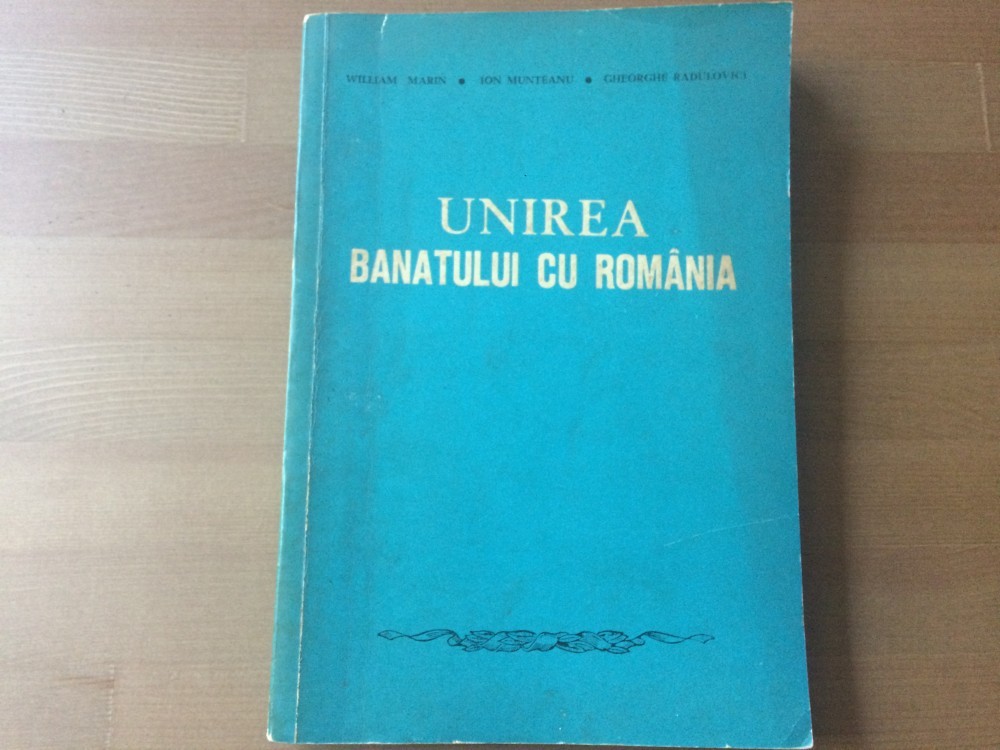 WILLIAM MARIN • ION MUNTEANU • GHEORGHE RADULOVICI
UNIREA
BANATULUI CU ROMÂNIA